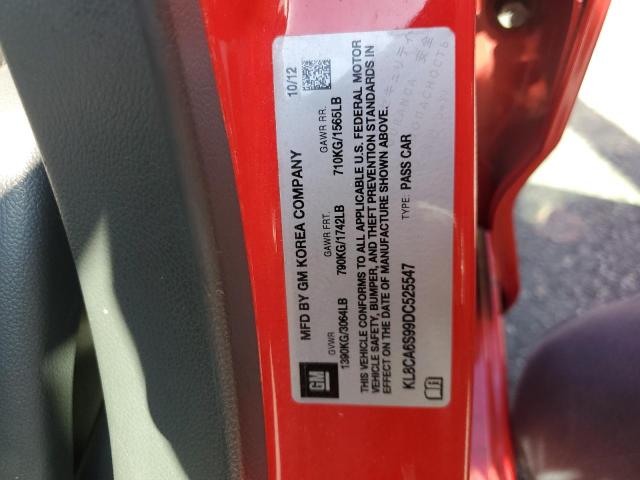 MFD BY GM KOREA COMPANY 10/12
GVWR GAWR FRT. GAWR RR.
1390KG/3064LB 790KG/1742LB 710KG/1565LB
THIS VEHICLE CONFORMS TO ALL APPLICABLE U.S. FEDERAL MOTOR
VEHICLE SAFETY, BUMPER, AND THEFT PREVENTION STANDARDS IN
EFFECT ON THE DATE OF MANUFACTURE SHOWN ABOVE.
KL8CA6S99DC525547 TYPE: PASS CAR
GM